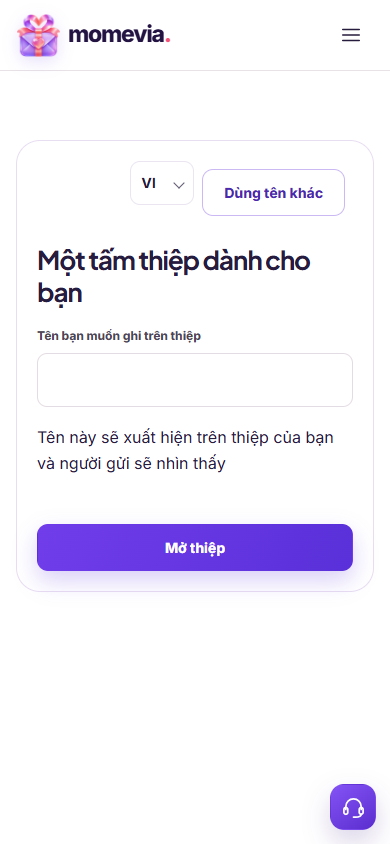 momevia.
VI
Dùng tên khác
Một tấm thiệp dành cho
bạn
Tên bạn muốn ghi trên thiệp
Tên này sẽ xuất hiện trên thiệp của bạn
và người gửi sẽ nhìn thấy
Mở thiệp